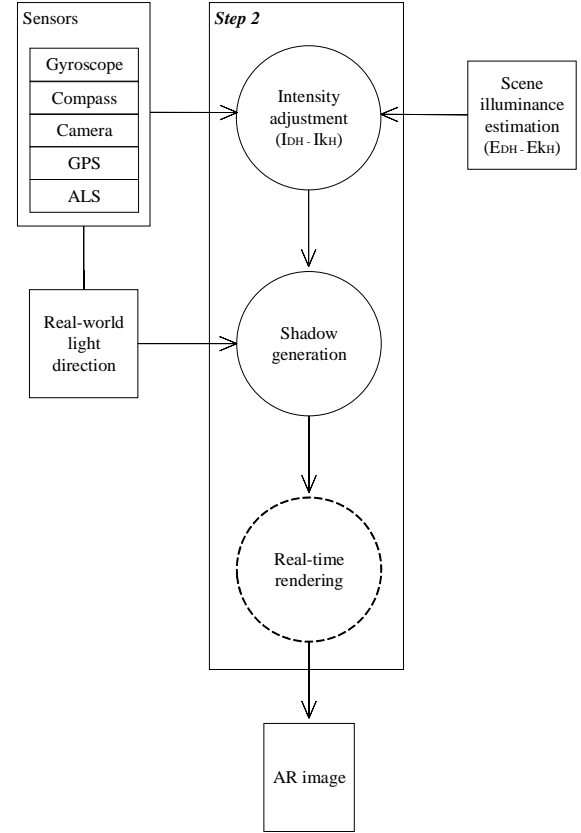 Sensors
Gyroscope
Compass
Camera
GPS
ALS
Step 2
Intensity
adjustment
(IDH - IkH)
Scene
illuminance
estimation
(EDH - EkH)
Real-world
light
direction
Shadow
generation
Real-time
rendering
AR image